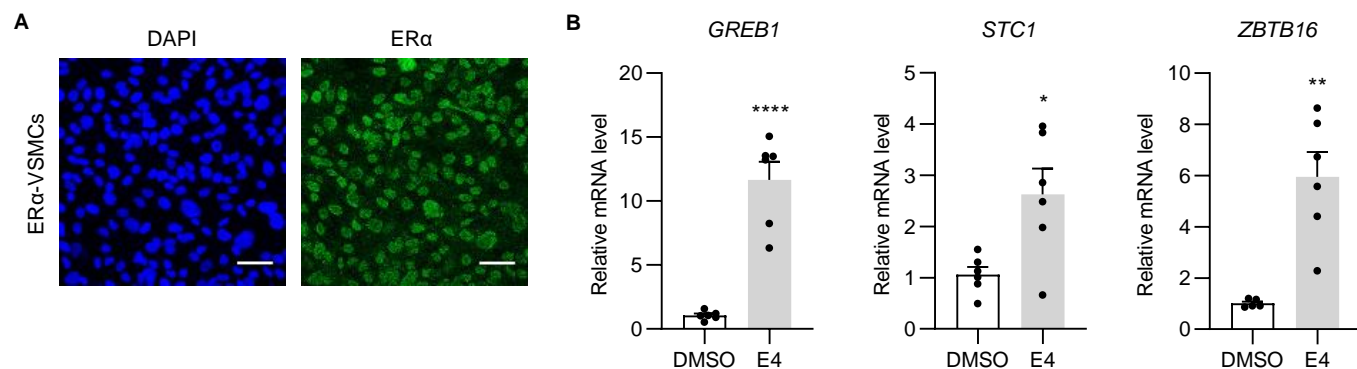 A
DAPI
ERα
ERα-VSMCs
B
GREB1
Relative mRNA level
20
15
10
5
0
****
DMSO
E4
STC1
Relative mRNA level
5
4
3
2
1
0
*
DMSO
E4
ZBTB16
Relative mRNA level
10
8
6
4
2
0
**
DMSO
E4